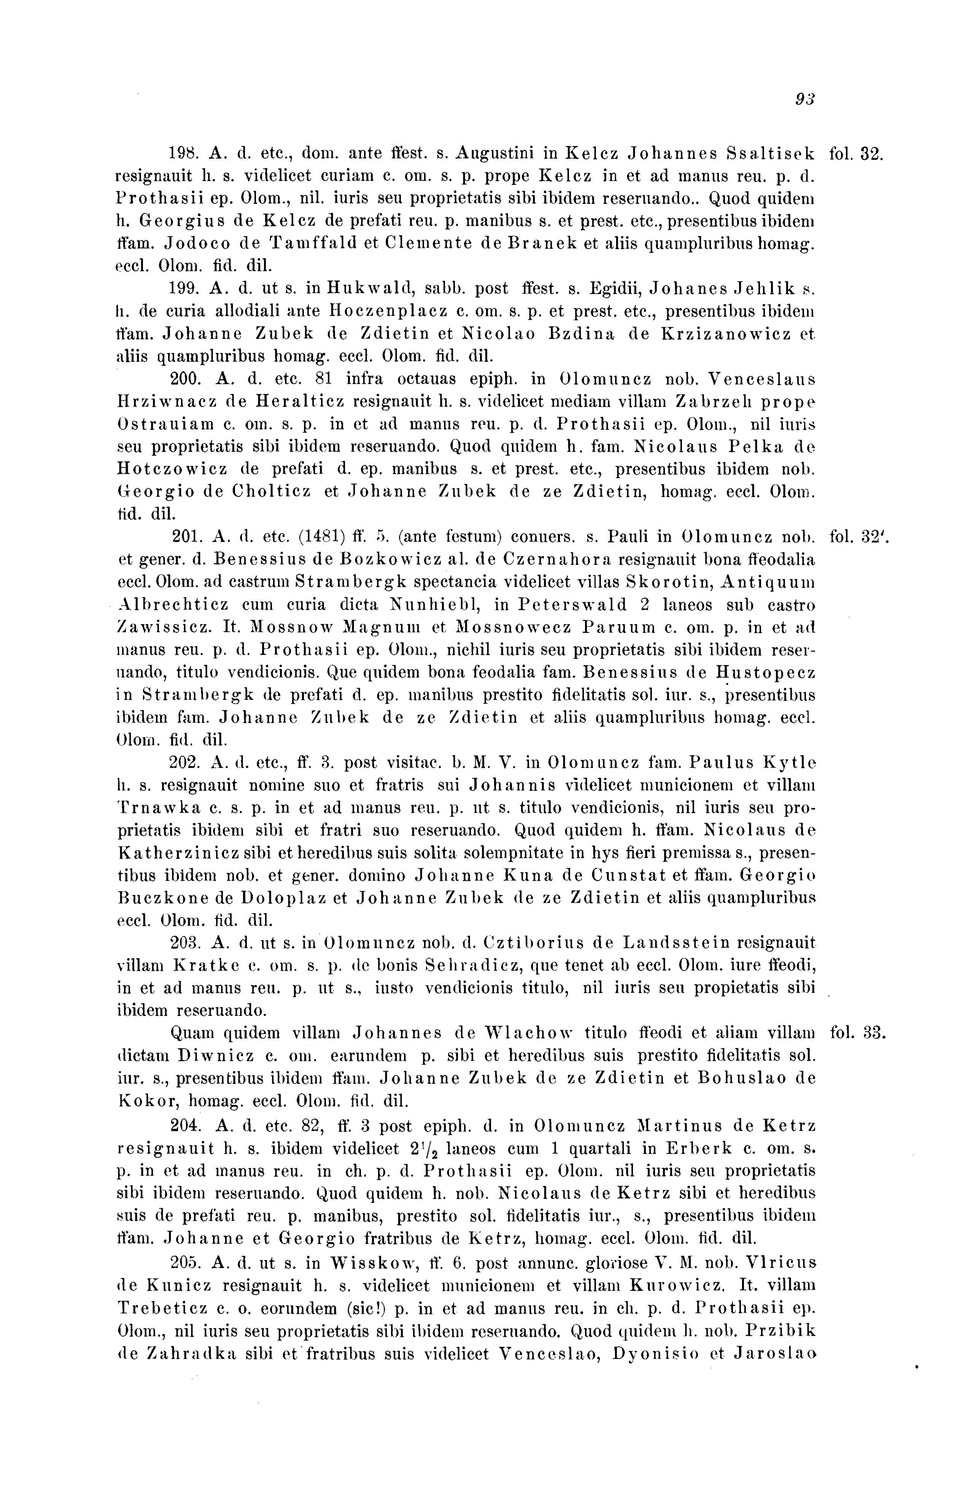 93
198. A. d. etc., dom. ante ffest. s. Augustini in Kelcz Johannes Ssaltisek fol. 32.
resignauit h. s. videlicet curiam c. om. s. p. prope Kelcz in et ad manus reu. p. d.
Prothasii ep. Olom., nil. iuris seu proprietatis sibi ibidem reseruando.. Quod quidem
h. Georgius de Kelcz de prefati reu. p. manibus s. et prest. etc., presentibus ibidem
ffam. Jodoco de Tamffald et Clemente de Branek et aliis quampluribus homag.
eccl. Olom. fid. dil.
199. A. d. ut s. in Hukwald, sabb. post ffest. s. Egidii, Johanes Jehlik s.
h. de curia allodiali ante Hoczenplacz c. om. s. p. et prest. etc., presentibus ibidem
ffam. Johanne Zubek de Zdietin et Nicolao Bzdina de Krzizanowicz et
aliis quampluribus homag. eccl. Olom. fid. dil.
200. A. d. etc. 81 infra octauas epiph. in Olomuncz nob. Venceslaus
Hrziwnacz de Heralticz resignauit h. s. videlicet mediam villam Zabrzeh prope
Ostrauiam c. om. s. p. in et ad manus reu. p. d. Prothasii ep. Olom., nil iuris
seu proprietatis sibi ibidem reseruando. Quod quidem h. fam. Nicolaus Pelka de
Hotczowicz de prefati d. ep. manibus s. et prest. etc., presentibus ibidem nob.
Georgio de Cholticz et Johanne Zubek de ze Zdietin, homag. eccl. Olom.
fid. dil.
201. A. d. etc. (1481) ff. 5. (ante festum) conuers. s. Pauli in Olomuncz nob. fol. 32'.
et gener. d. Benessius de Bozkowicz al. de Czernahora resignauit bona ffeodalia
eccl. Olom. ad castrum Strambergk spectancia videlicet villas Skorotin, Antiquum
Albrechticz cum curia dicta Nunhiebl, in Peterswald 2 laneos sub castro
Zawissicz. It. Mossnow Magnum et Mossnowecz Paruum c. om. p. in et ad
manus reu. p. d. Prothasii ep. Olom., nichil iuris seu proprietatis sibi ibidem reser-
uando, titulo vendicionis. Que quidem bona feodalia fam. Benessius de Hustopecz
in Strambergk de prefati d. ep. manibus prestito fidelitatis sol. iur. s., presentibus
ibidem fam. Johanne Zubek de ze Zdietin et aliis quampluribus homag. eccl.
Olom. fid. dil.
202. A. d. etc., ff. 3. post visitac. b. M. V. in Olomuncz fam. Paulus Kytle
h. s. resignauit nomine suo et fratris sui Johannis videlicet municionem et villam
Trnawka c. s. p. in et ad manus reu. p. ut s. titulo vendicionis, nil iuris seu pro-
prietatis ibidem sibi et fratri suo reseruando. Quod quidem h. ffam. Nicolaus de
Katherzinicz sibi et heredibus suis solita solempnitate in hys fieri premissa s., presen-
tibus ibidem nob. et gener. domino Johanne Kuna de Cunstat et ffam. Georgio
Buczkone de Doloplaz et Johanne Zubek de ze Zdietin et aliis quampluribus
eccl. Olom. fid. dil.
203. A. d. ut s. in Olomuncz nob. d. Cztiborius de Landsstein resignauit
villam Kratke c. om. s. p. de bonis Sehradicz, que tenet ab eccl. Olom. iure ffeodi,
in et ad manus reu. p. ut s., iusto vendicionis titulo, nil iuris seu propietatis sibi
ibidem reseruando.
Quam quidem villam Johannes de Wlachow titulo ffeodi et aliam villam fol. 33.
dictam Diwnicz c. om. earundem p. sibi et heredibus suis prestito fidelitatis sol.
iur. s., presentibus ibidem ffam. Johanne Zubek de ze Zdietin et Bohuslao de
Kokor, homag. eccl. Olom. fid. dil.
204. A. d. etc. 82, ff. 3 post epiph. d. in Olomuncz Martinus de Ketrz
resignauit h. s. ibidem videlicet 2½ laneos cum 1 quartali in Erberk c. om. s.
p. in et ad manus reu. in ch. p. d. Prothasii ep. Olom. nil iuris seu proprietatis
sibi ibidem reseruando. Quod quidem h. nob. Nicolaus de Ketrz sibi et heredibus
suis de prefati reu. p. manibus, prestito sol. fidelitatis iur., s., presentibus ibidem
ffam. Johanne et Georgio fratribus de Ketrz, homag. eccl. Olom. fid. dil.
205. A. d. ut s. in Wisskow, ff. 6. post annunc. gloriose V. M. nob. Vlricus
de Kunicz resignauit h. s. videlicet municionem et villam Kurowicz. It. villam
Trebeticz c. o. eorundem (sic!) p. in et ad manus reu. in ch. p. d. Prothasii ep.
Olom., nil iuris seu proprietatis sibi ibidem reseruando. Quod quidem h. nob. Przibik
de Zahradka sibi et fratribus suis videlicet Venceslao, Dyonisio et Jaroslao